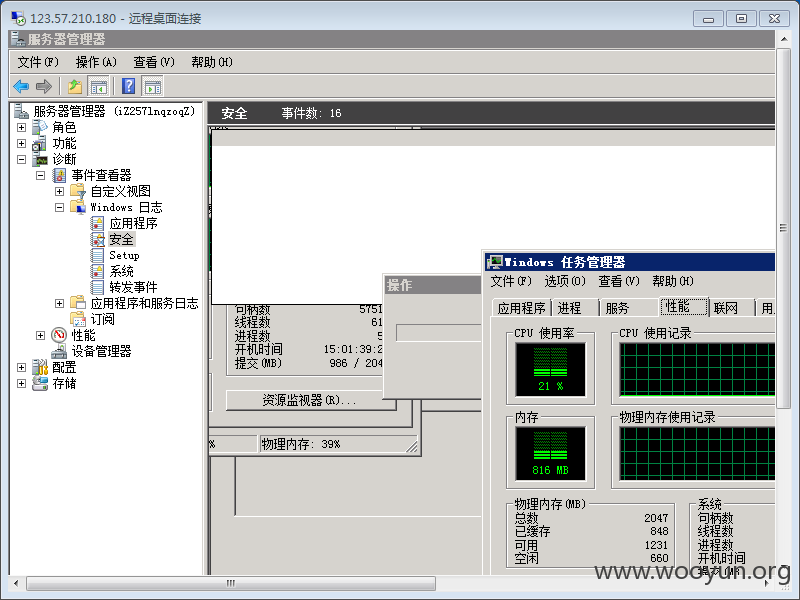 123.57.210.180 - 远程桌面连接
服务器管理器
文件(F) 操作(A) 查看(V) 帮助(H)
服务器管理器 (iZ257lnqzoqZ)
角色
功能
诊断
事件查看器
自定义视图
Windows 日志
应用程序
安全
Setup
系统
转发事件
应用程序和服务日志
订阅
性能
设备管理器
配置
存储
安全 事件数: 16
句柄数 5751
线程数 61
进程数 5
开机时间 15:01:39:2
提交(MB) 986 / 204
资源监视器(R)...
% 物理内存: 39%
操作
Windows 任务管理器
文件(F) 选项(O) 查看(V) 帮助(H)
应用程序 进程 服务 性能 联网 用
CPU 使用率 CPU 使用记录
21 %
内存 物理内存使用记录
816 MB
物理内存(MB)
总数 2047
已缓存 848
可用 1231
空闲 660
系统
句柄数
线程数
进程数
开机时间
www.wooyun.org